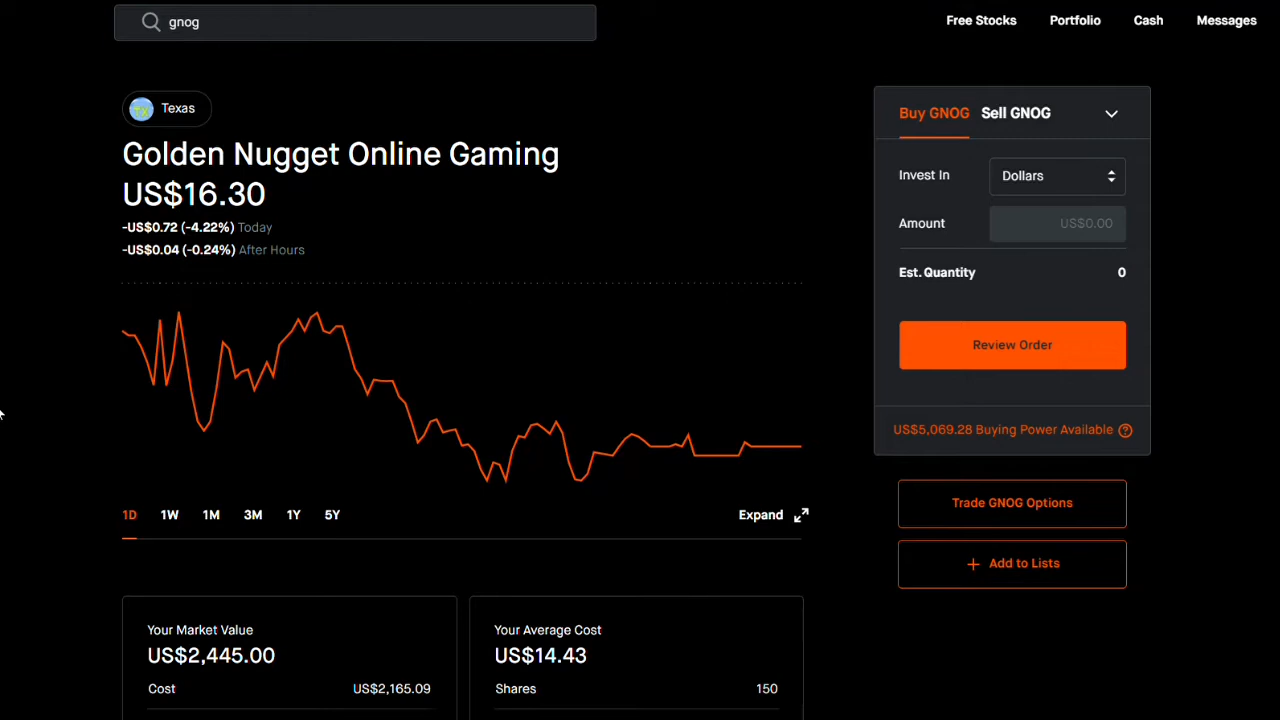 gnog
Free Stocks Portfolio Cash Messages
Texas
Golden Nugget Online Gaming
US$16.30
-US$0.72 (-4.22%) Today
-US$0.04 (-0.24%) After Hours
Buy GNOG Sell GNOG
Invest In Dollars
Amount US$0.00
Est. Quantity 0
Review Order
US$5,069.28 Buying Power Available ?
1D 1W 1M 3M 1Y 5Y Expand
Trade GNOG Options
+ Add to Lists
Your Market Value
US$2,445.00
Cost US$2,165.09
Your Average Cost
US$14.43
Shares 150